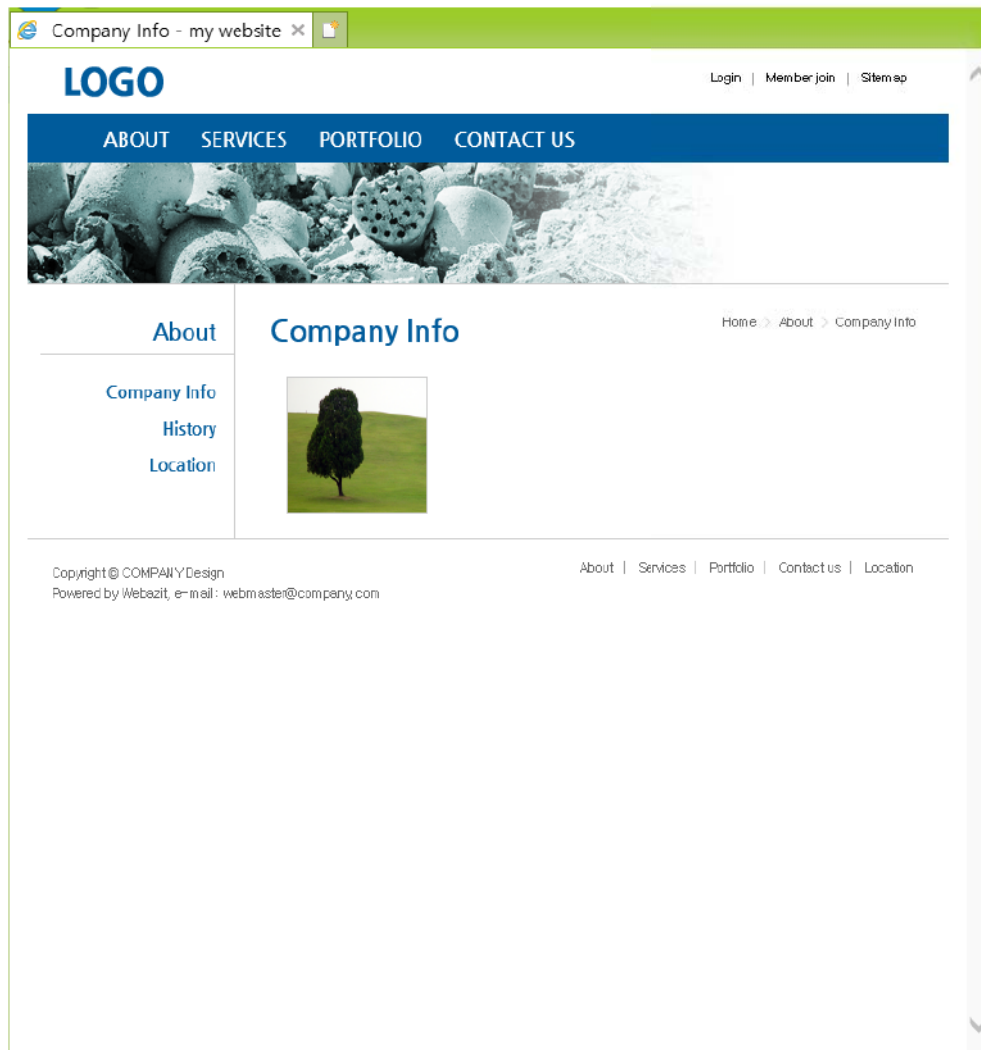 Company Info - my website
LOGO
Login | Member join | Sitemap
ABOUT SERVICES PORTFOLIO CONTACT US
About
Company Info
Home > About > Company Info
Company Info
History
Location
Copyright © COMPANY Design
Powered by Webazit, e-mail : webmaster@company.com
About | Services | Portfolio | Contact us | Location